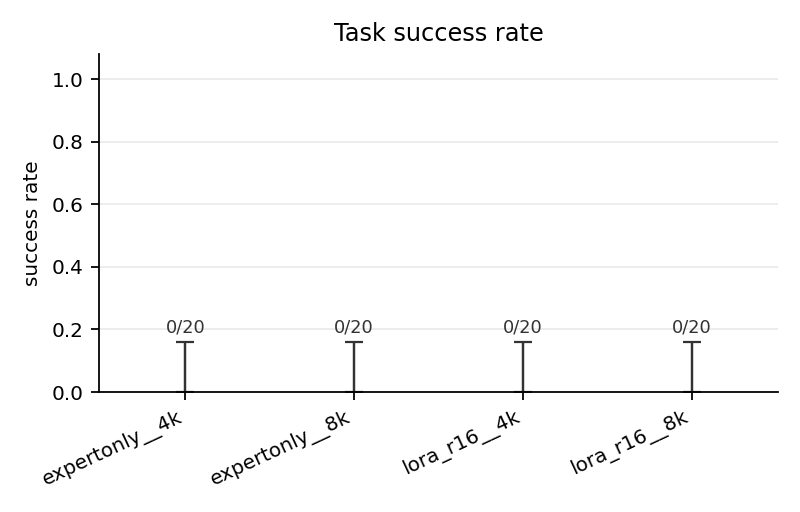 Task success rate
success rate
1.0
0.8
0.6
0.4
0.2
0.0
0/20 0/20 0/20 0/20
expertonly__4k expertonly__8k lora_r16__4k lora_r16__8k